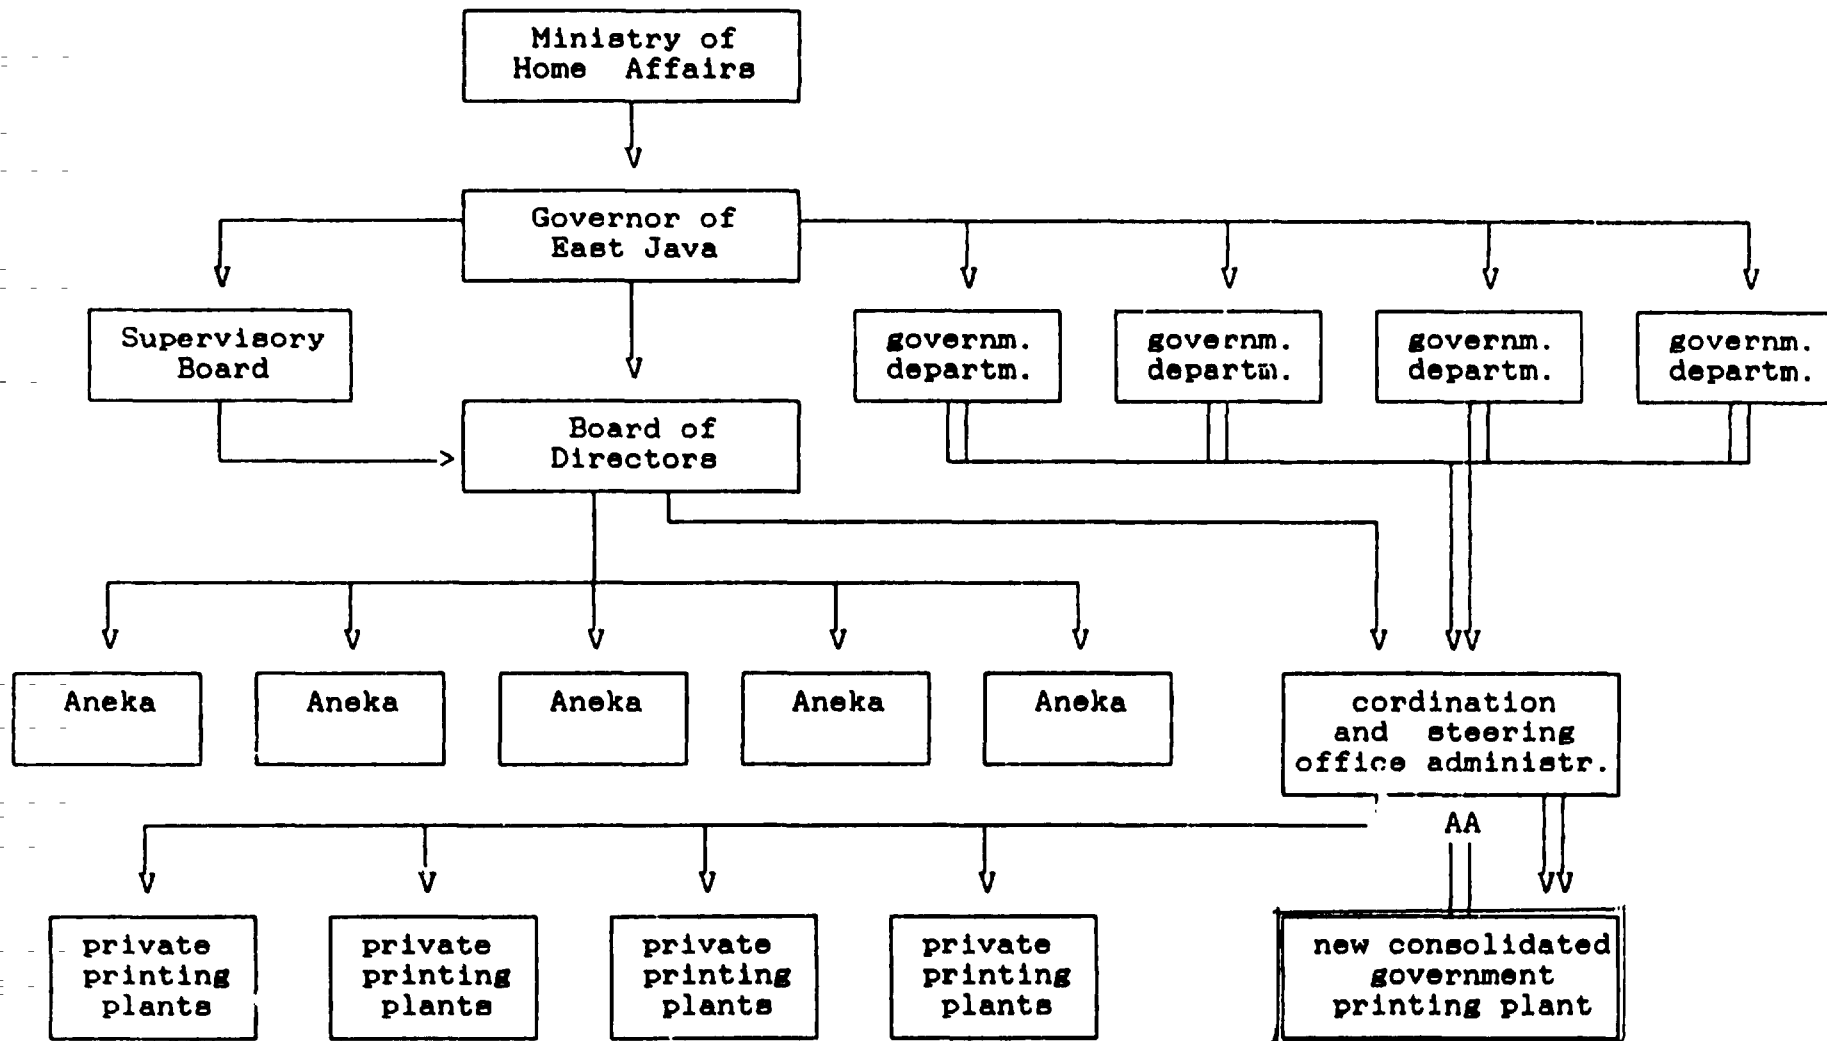 Ministry of
Home Affairs
Governor of
East Java
Supervisory
Board
governm.
departm.
governm.
departm.
governm.
departm.
governm.
departm.
Board of
Directors
Aneka
Aneka
Aneka
Aneka
Aneka
cordination
and steering
office administr.
private
printing
plants
private
printing
plants
private
printing
plants
private
printing
plants
new consolidated
government
printing plant